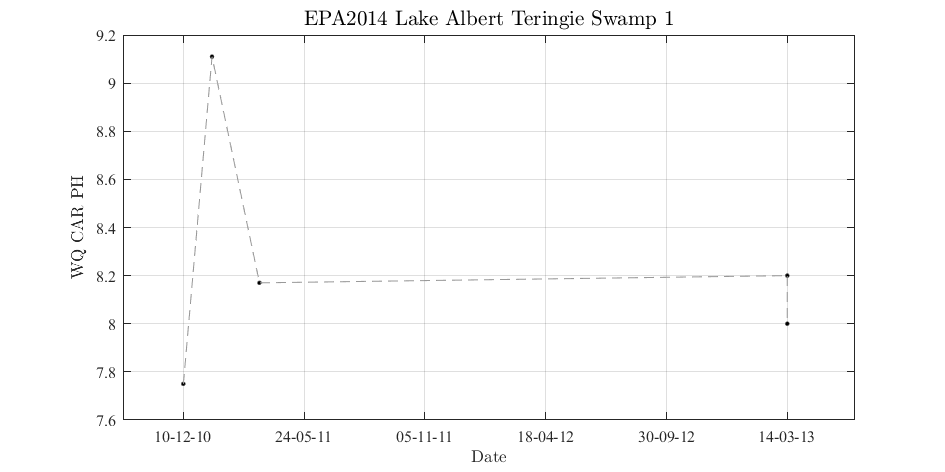 EPA2014 Lake Albert Teringie Swamp 1
9.2
9
8.8
8.6
8.4
8.2
8
7.8
7.6
WQ CAR PH
10-12-10 24-05-11 05-11-11 18-04-12 30-09-12 14-03-13
Date